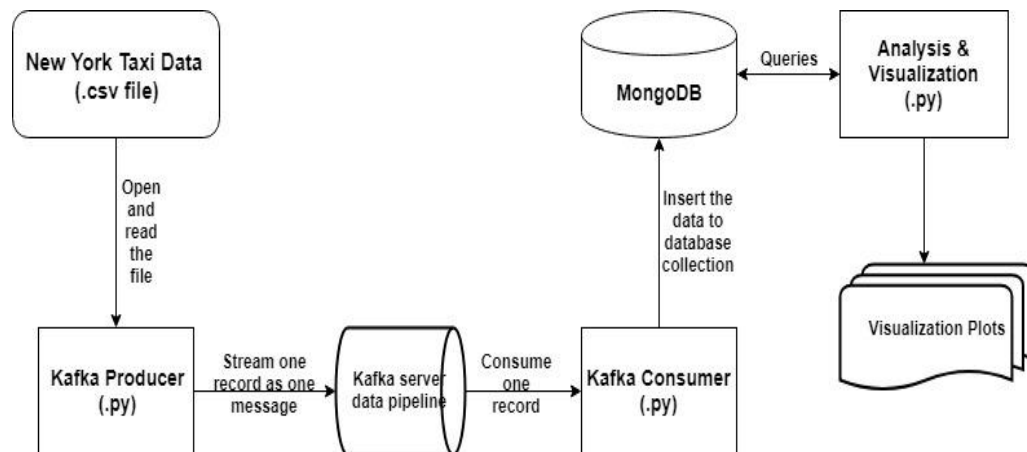 New York Taxi Data
(.csv file)
Open
and
read
the
file
Kafka Producer
(.py)
Stream one
record as one
message
Kafka server
data pipeline
Consume
one
record
Kafka Consumer
(.py)
Insert the
data to
database
collection
MongoDB
Queries
Analysis &
Visualization
(.py)
Visualization Plots